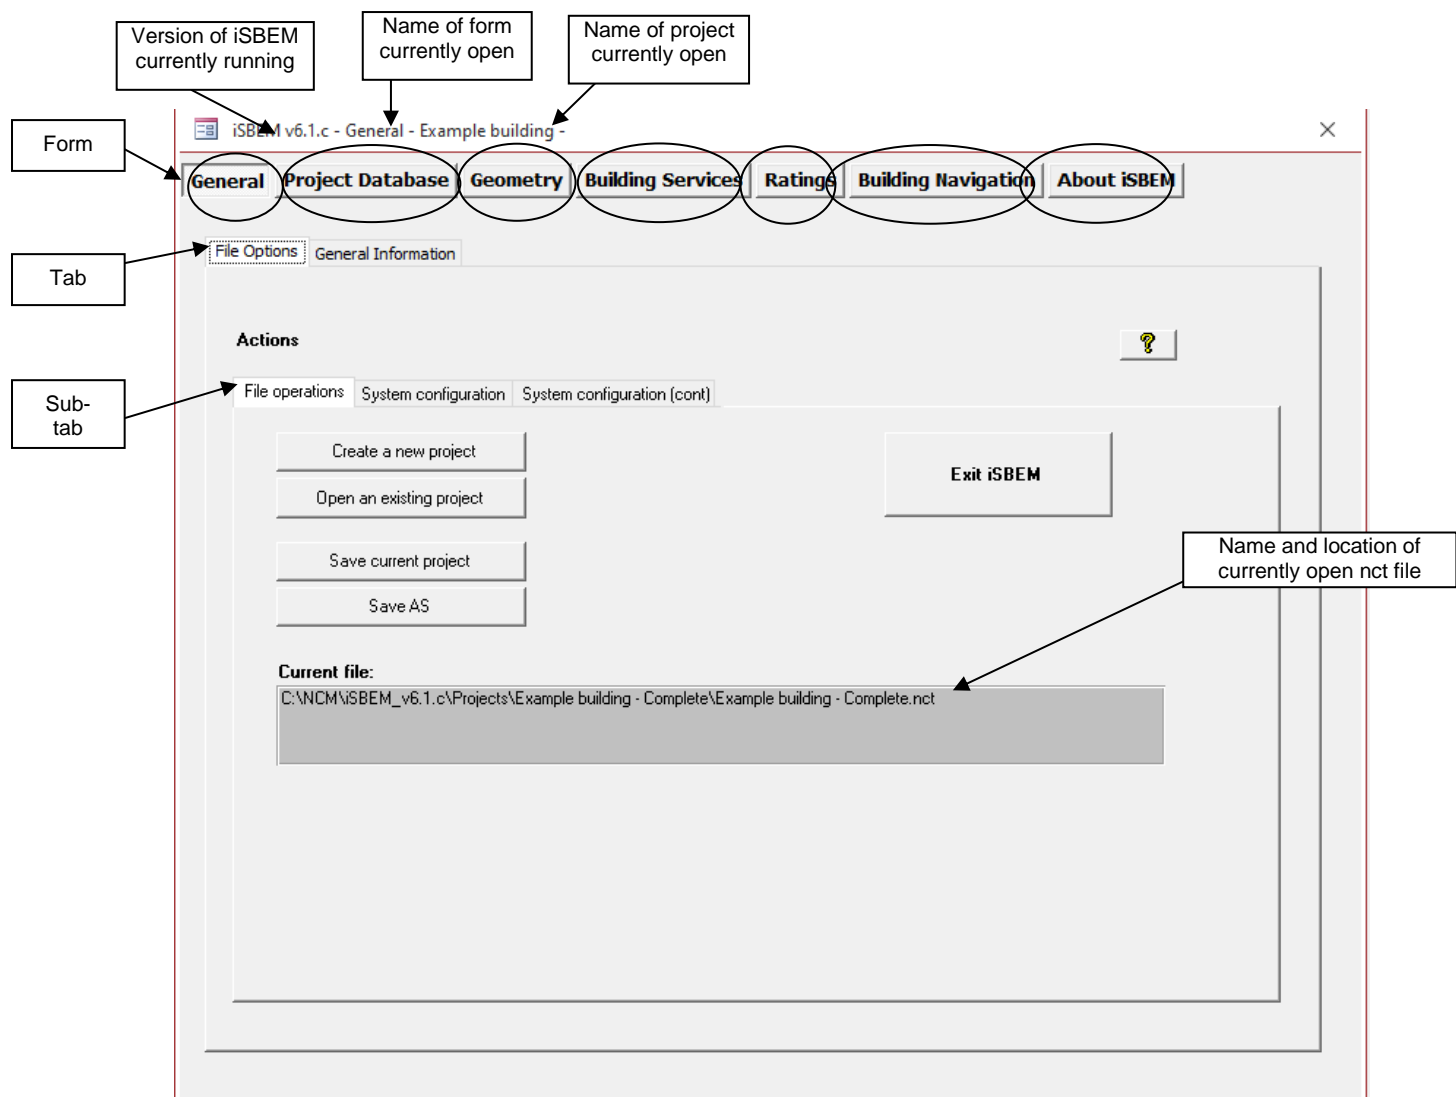 Version of iSBEM
currently running
Name of form
currently open
Name of project
currently open
iSBEM v6.1.c - General - Example building -
Form
General Project Database Geometry Building Services Ratings Building Navigation About iSBEM
File Options General Information
Tab
Actions
?
File operations System configuration System configuration (cont)
Sub-
tab
Create a new project
Exit iSBEM
Open an existing project
Name and location of
currently open nct file
Save current project
Save AS
Current file:
C:\NCM\iSBEM_v6.1.c\Projects\Example building - Complete\Example building - Complete.nct